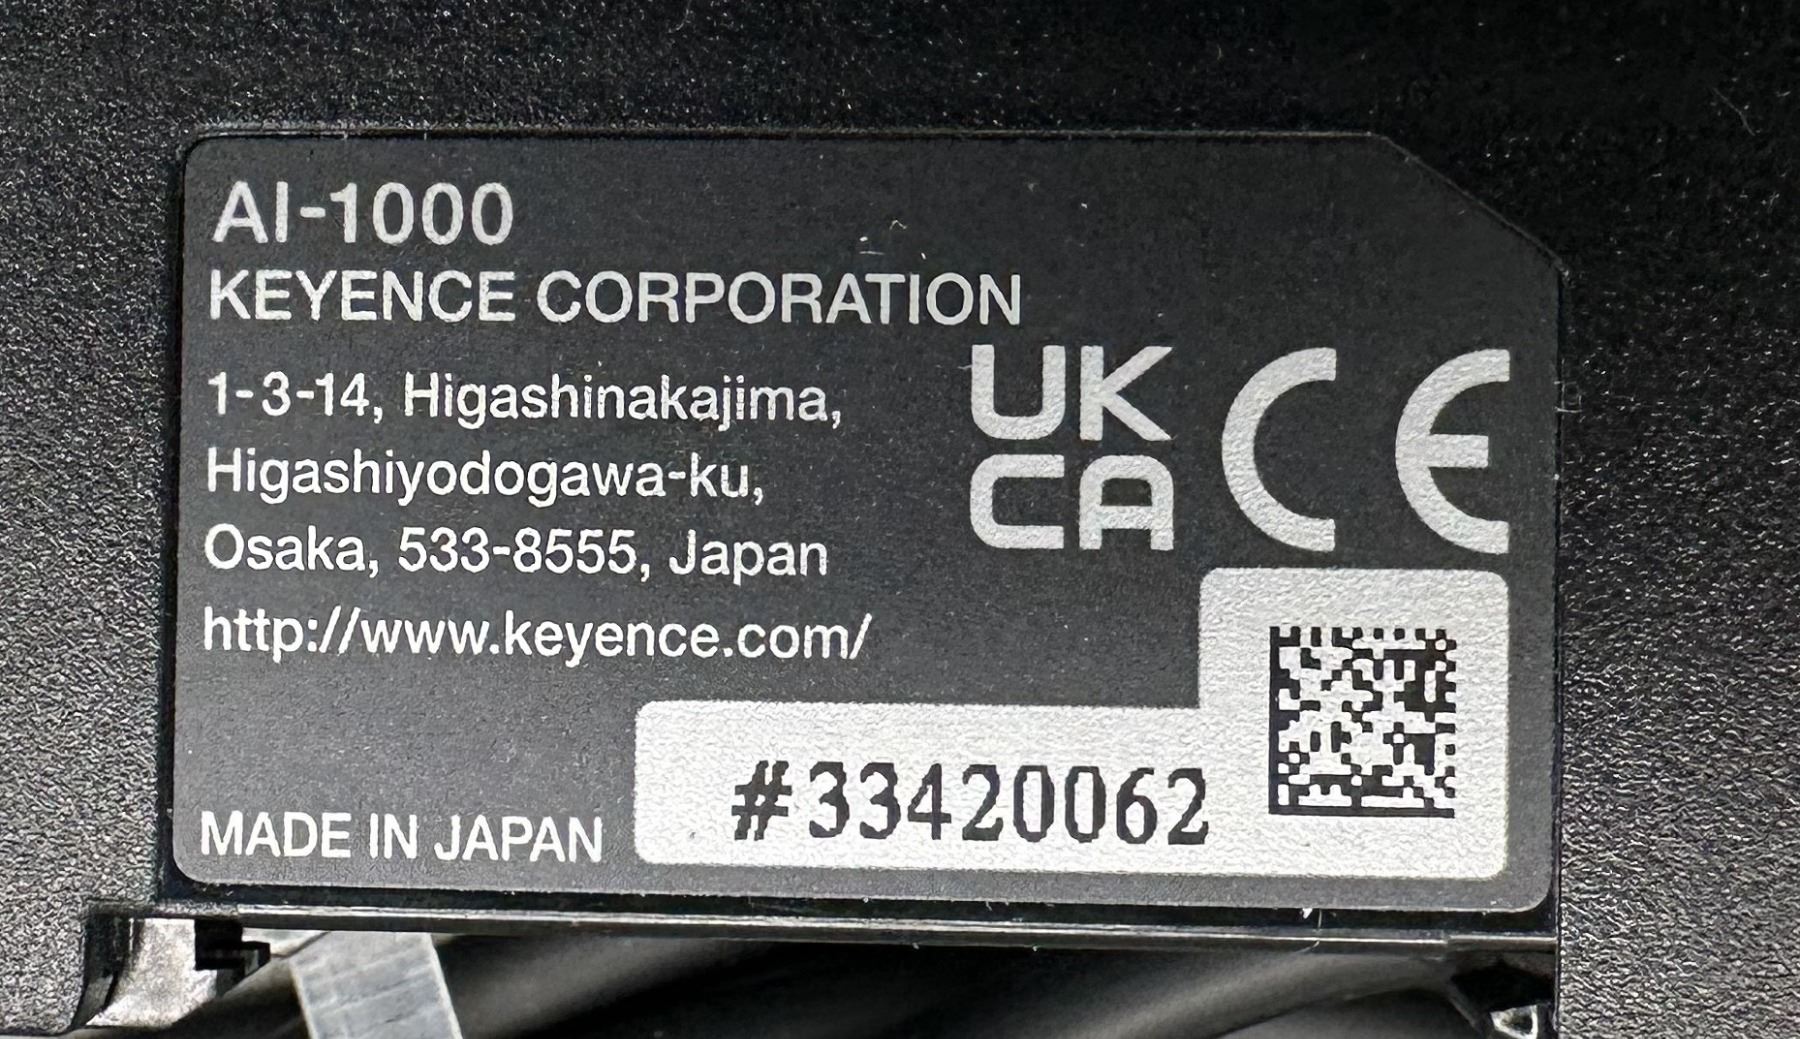 AI-1000
KEYENCE CORPORATION
1-3-14, Higashinakajima,
Higashiyodogawa-ku,
Osaka, 533-8555, Japan
http://www.keyence.com/
UK
CA
CE
#33420062
MADE IN JAPAN